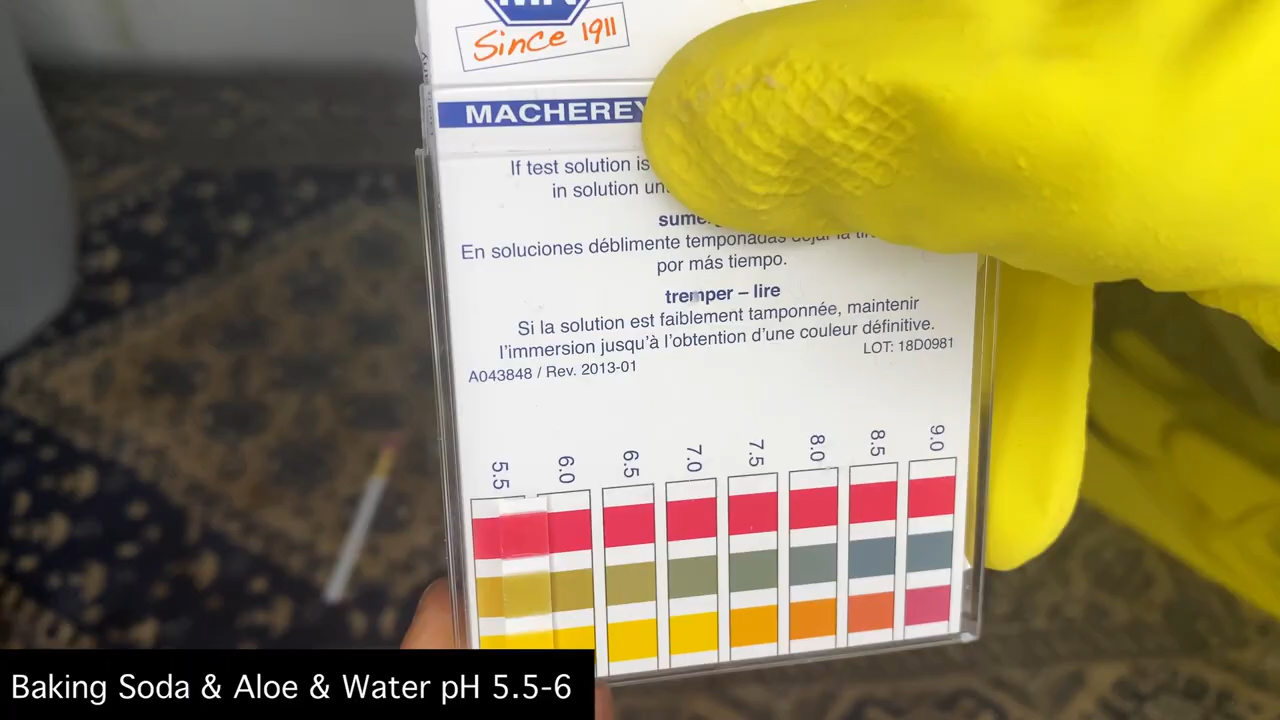 Since 1911
MACHEREY
If test solution is
in solution
En soluciones déblimente temponadas dejar la
por más tiempo.
tremper – lire
Si la solution est faiblement tamponnée, maintenir
l'immersion jusqu'à l'obtention d'une couleur définitive.
LOT: 18D0981
A043848 / Rev. 2013-01
5.5 6.0 6.5 7.0 7.5 8.0 8.5 9.0
Baking Soda & Aloe & Water pH 5.5-6